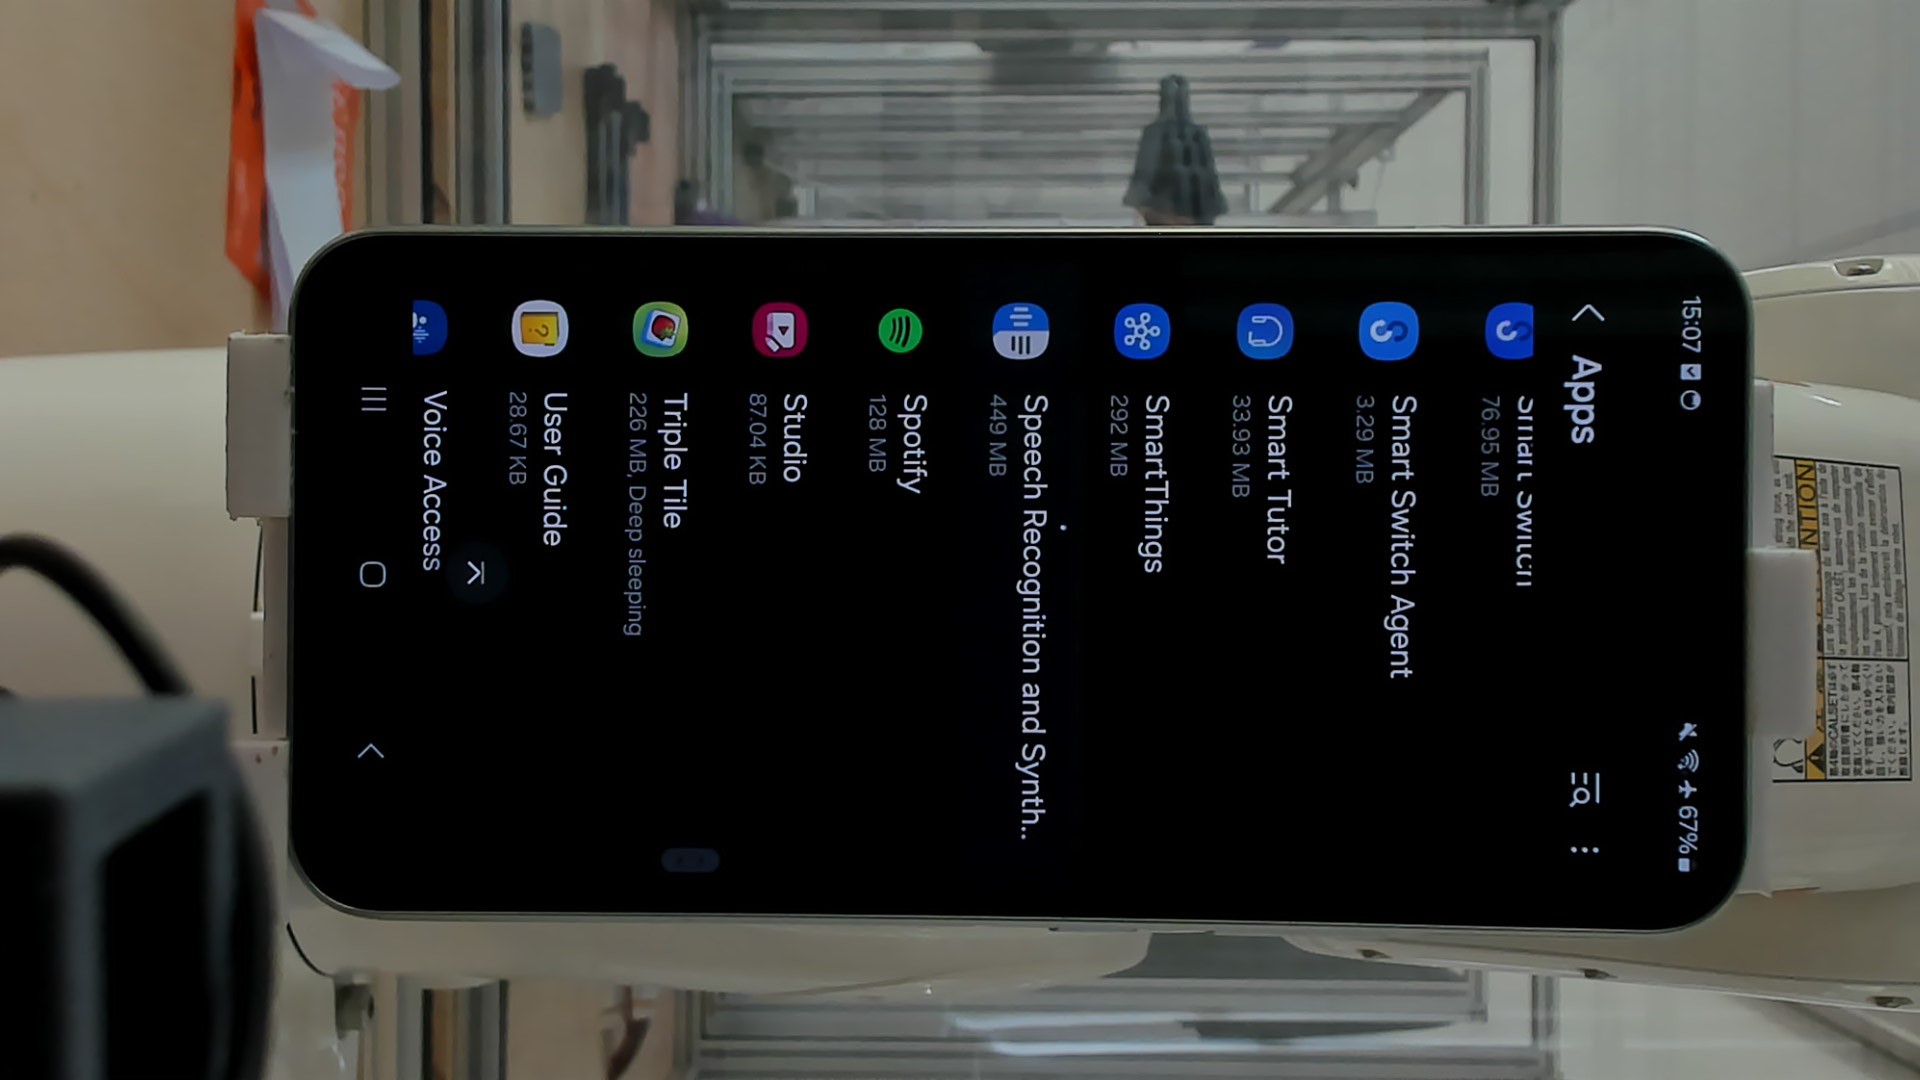 15:07
67%
Apps
Smart Switch
76.95 MB
Smart Switch Agent
3.29 MB
Smart Tutor
33.93 MB
SmartThings
292 MB
Speech Recognition and Synth..
449 MB
Spotify
128 MB
Studio
87.04 KB
Triple Tile
226 MB, Deep sleeping
User Guide
28.67 KB
Voice Access